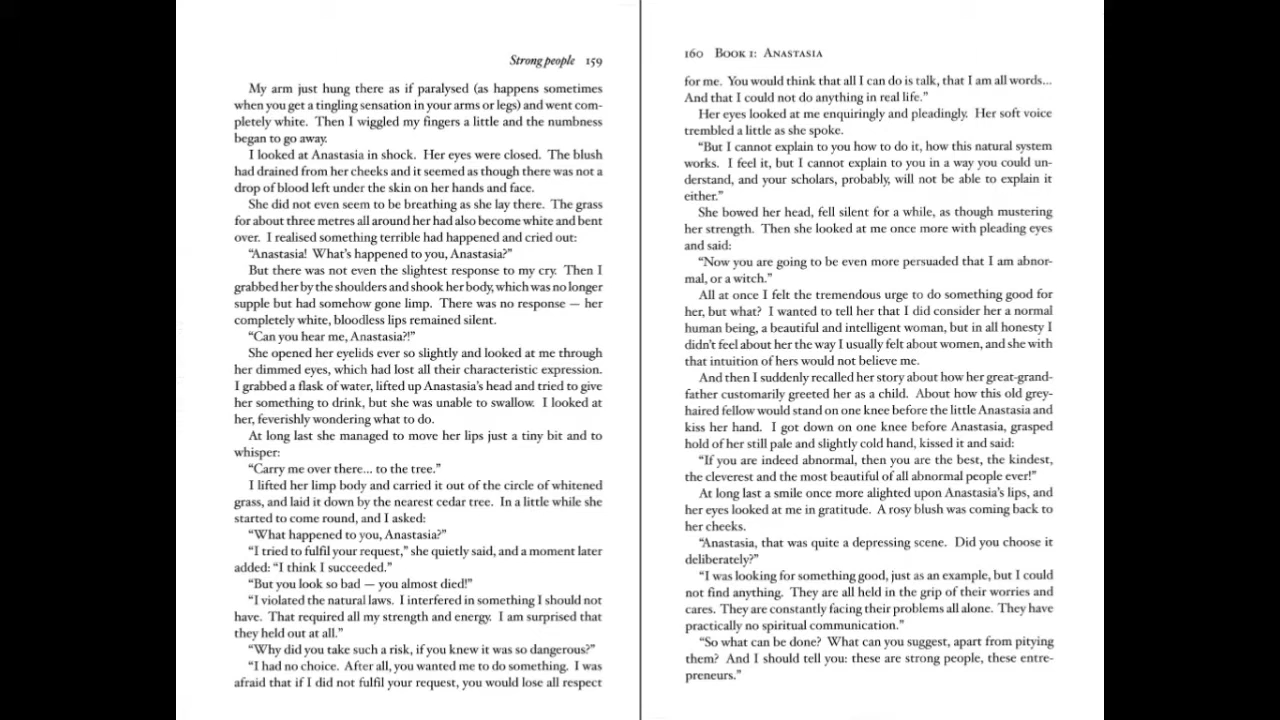 Strong people 159
My arm just hung there as if paralysed (as happens sometimes
when you get a tingling sensation in your arms or legs) and went com-
pletely white. Then I wiggled my fingers a little and the numbness
began to go away.
I looked at Anastasia in shock. Her eyes were closed. The blush
had drained from her cheeks and it seemed as though there was not a
drop of blood left under the skin on her hands and face.
She did not even seem to be breathing as she lay there. The grass
for about three metres all around her had also become white and bent
over. I realised something terrible had happened and cried out:
“Anastasia! What’s happened to you, Anastasia?”
But there was not even the slightest response to my cry. Then I
grabbed her by the shoulders and shook her body, which was no longer
supple but had somehow gone limp. There was no response — her
completely white, bloodless lips remained silent.
“Can you hear me, Anastasia?!”
She opened her eyelids ever so slightly and looked at me through
her dimmed eyes, which had lost all their characteristic expression.
I grabbed a flask of water, lifted up Anastasia’s head and tried to give
her something to drink, but she was unable to swallow. I looked at
her, feverishly wondering what to do.
At long last she managed to move her lips just a tiny bit and to
whisper:
“Carry me over there... to the tree.”
I lifted her limp body and carried it out of the circle of whitened
grass, and laid it down by the nearest cedar tree. In a little while she
started to come round, and I asked:
“What happened to you, Anastasia?”
“I tried to fulfil your request,” she quietly said, and a moment later
added: “I think I succeeded.”
“But you look so bad — you almost died!”
“I violated the natural laws. I interfered in something I should not
have. That required all my strength and energy. I am surprised that
they held out at all.”
“Why did you take such a risk, if you knew it was so dangerous?”
“I had no choice. After all, you wanted me to do something. I was
afraid that if I did not fulfil your request, you would lose all respect
160 Book 1: Anastasia
for me. You would think that all I can do is talk, that I am all words...
And that I could not do anything in real life.”
Her eyes looked at me enquiringly and pleadingly. Her soft voice
trembled a little as she spoke.
“But I cannot explain to you how to do it, how this natural system
works. I feel it, but I cannot explain to you in a way you could un-
derstand, and your scholars, probably, will not be able to explain it
either.”
She bowed her head, fell silent for a while, as though mustering
her strength. Then she looked at me once more with pleading eyes
and said:
“Now you are going to be even more persuaded that I am abnor-
mal, or a witch.”
All at once I felt the tremendous urge to do something good for
her, but what? I wanted to tell her that I did consider her a normal
human being, a beautiful and intelligent woman, but in all honesty I
didn’t feel about her the way I usually felt about women, and she with
that intuition of hers would not believe me.
And then I suddenly recalled her story about how her great-grand-
father customarily greeted her as a child. About how this old grey-
haired fellow would stand on one knee before the little Anastasia and
kiss her hand. I got down on one knee before Anastasia, grasped
hold of her still pale and slightly cold hand, kissed it and said:
“If you are indeed abnormal, then you are the best, the kindest,
the cleverest and the most beautiful of all abnormal people ever!”
At long last a smile once more alighted upon Anastasia’s lips, and
her eyes looked at me in gratitude. A rosy blush was coming back to
her cheeks.
“Anastasia, that was quite a depressing scene. Did you choose it
deliberately?”
“I was looking for something good, just as an example, but I could
not find anything. They are all held in the grip of their worries and
cares. They are constantly facing their problems all alone. They have
practically no spiritual communication.”
“So what can be done? What can you suggest, apart from pitying
them? And I should tell you: these are strong people, these entre-
preneurs.”